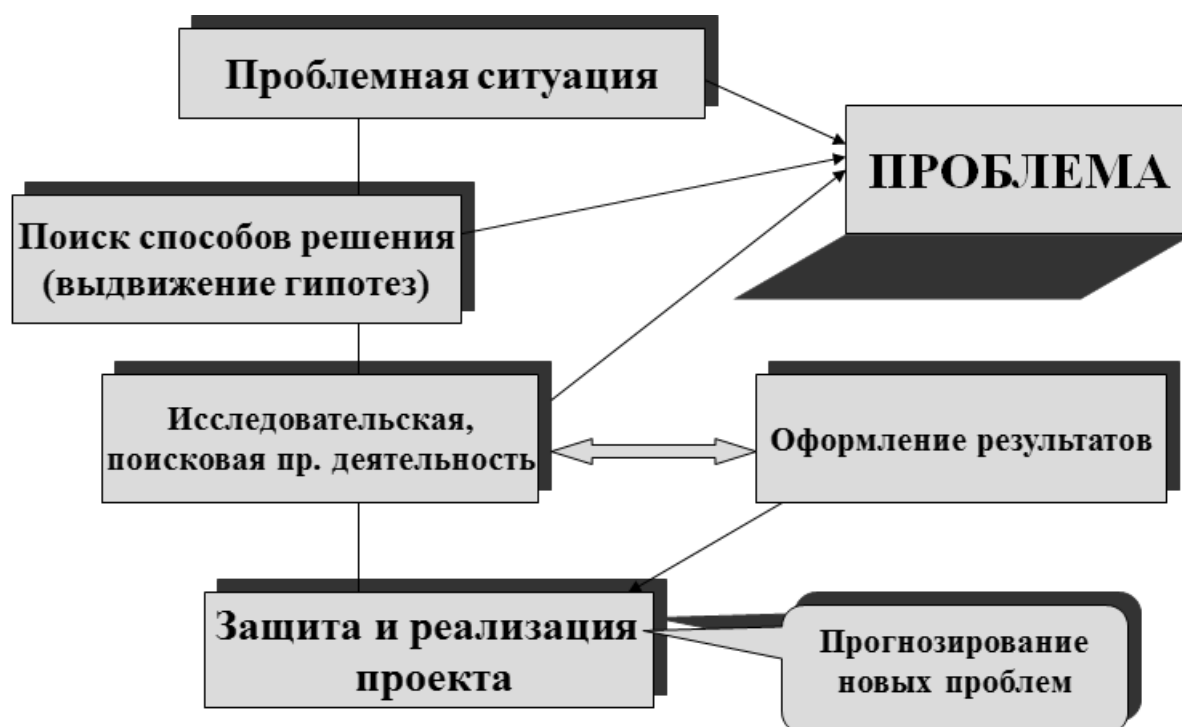 Проблемная ситуация
ПРОБЛЕМА
Поиск способов решения
(выдвижение гипотез)
Исследовательская,
поисковая пр. деятельность
Оформление результатов
Защита и реализация
проекта
Прогнозирование
новых проблем